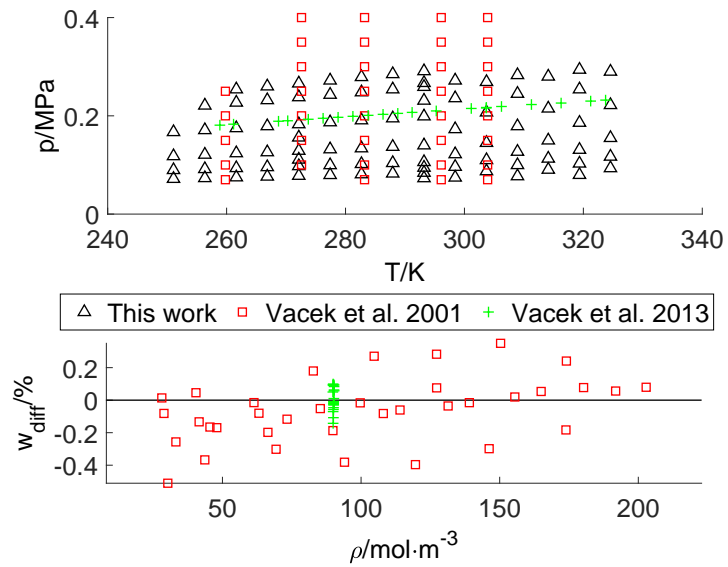 0.4
0.2
0
p/MPa
240 260 280 300 320 340
T/K
This work Vacek et al. 2001 Vacek et al. 2013
0.2
0
-0.2
-0.4
w_diff/%
50 100 150 200
ρ/mol·m^-3